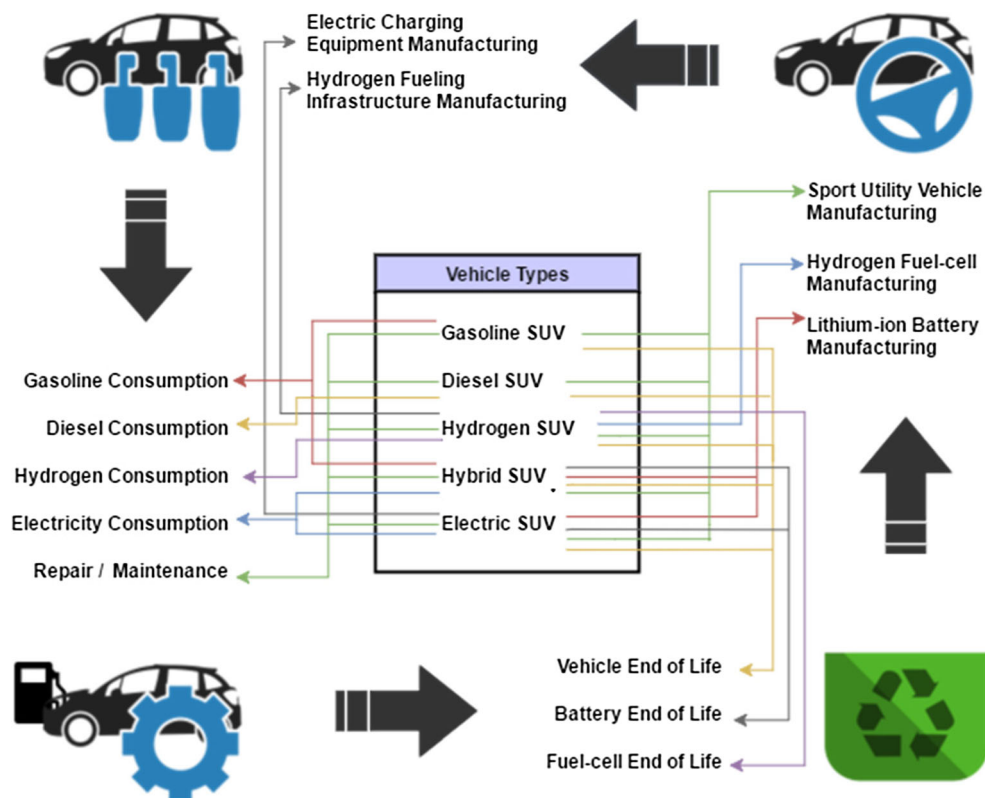 Electric Charging
Equipment Manufacturing
Hydrogen Fueling
Infrastructure Manufacturing
Sport Utility Vehicle
Manufacturing
Hydrogen Fuel-cell
Manufacturing
Lithium-ion Battery
Manufacturing
Vehicle Types
Gasoline SUV
Diesel SUV
Hydrogen SUV
Hybrid SUV
Electric SUV
Gasoline Consumption
Diesel Consumption
Hydrogen Consumption
Electricity Consumption
Repair / Maintenance
Vehicle End of Life
Battery End of Life
Fuel-cell End of Life